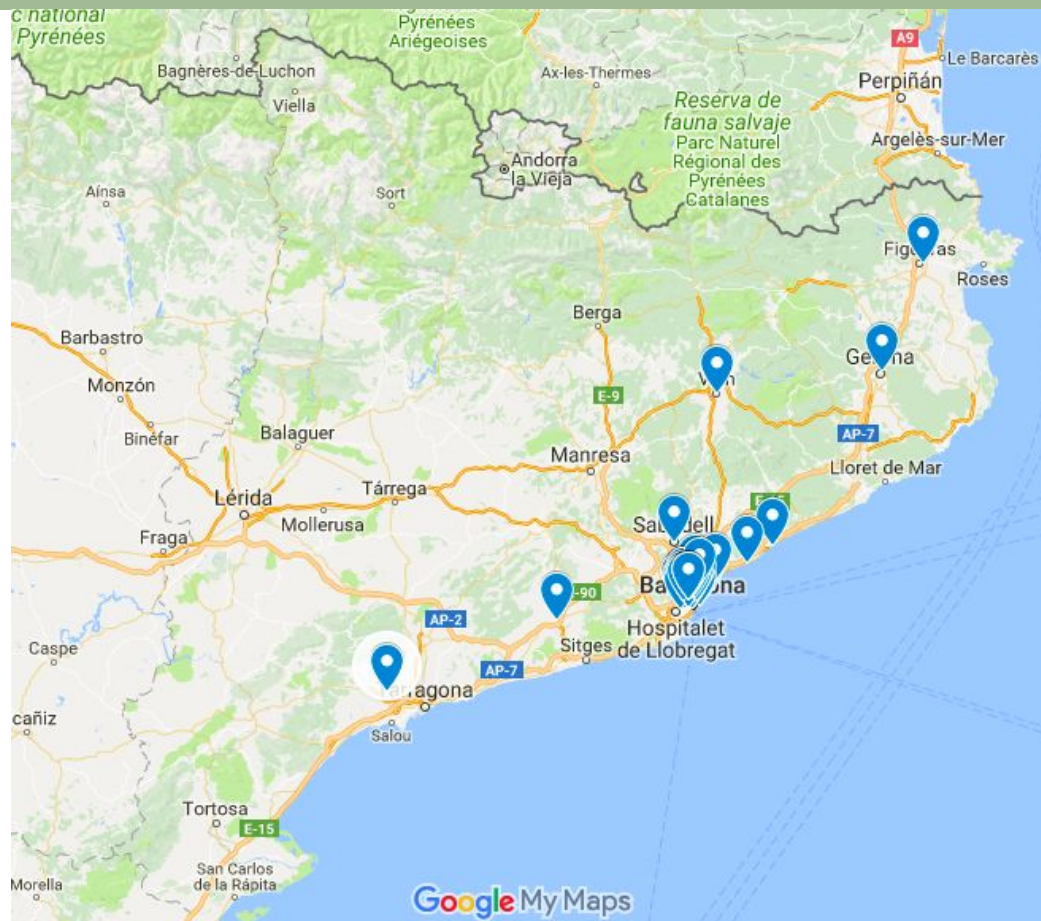 c national
Pyrénées
Pyrénées
Ariégeoises
A9
Le Barcarès
Bagnères-de-Luchon
Ax-les-Thermes
Perpiñán
Viella
Reserva de
fauna salvaje
Parc Naturel
Régional des
Pyrénées
Catalanes
Argelès-sur-Mer
Andorra
la Vieja
Aínsa
Sort
Roses
Berga
Barbastro
Monzón
E-9
Binéfar
Balaguer
AP-7
Manresa
Lloret de Mar
Tárrega
Lérida
Mollerusa
Fraga
AP-2
Hospitalet
de Llobregat
Sitges
Caspe
AP-7
cañiz
Salou
Tortosa
E-15
San Carlos
de la Rápita
Morella
Google My Maps